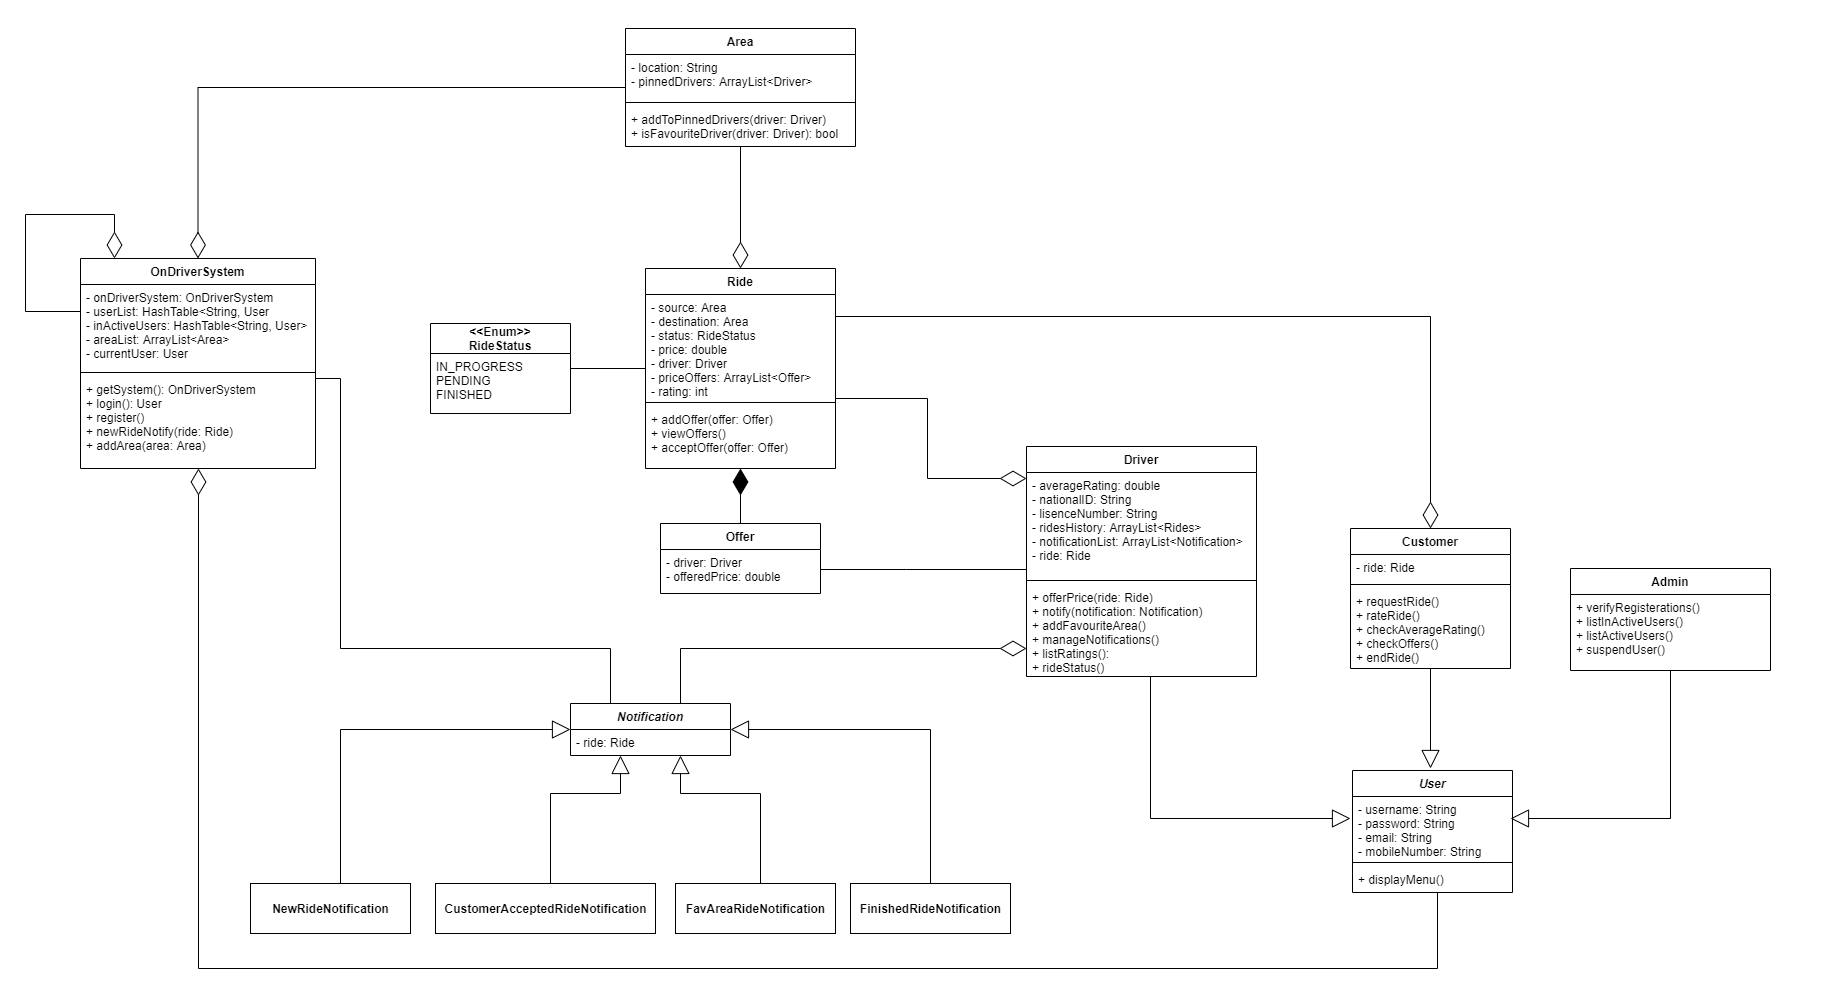 Area
- location: String
- pinnedDrivers: ArrayList<Driver>
+ addToPinnedDrivers(driver: Driver)
+ isFavouriteDriver(driver: Driver): bool
OnDriverSystem
- onDriverSystem: OnDriverSystem
- userList: HashTable<String, User
- inActiveUsers: HashTable<String, User>
- areaList: ArrayList<Area>
- currentUser: User
+ getSystem(): OnDriverSystem
+ login(): User
+ register()
+ newRideNotify(ride: Ride)
+ addArea(area: Area)
<<Enum>>
RideStatus
IN_PROGRESS
PENDING
FINISHED
Ride
- source: Area
- destination: Area
- status: RideStatus
- price: double
- driver: Driver
- priceOffers: ArrayList<Offer>
- rating: int
+ addOffer(offer: Offer)
+ viewOffers()
+ acceptOffer(offer: Offer)
Offer
- driver: Driver
- offeredPrice: double
Driver
- averageRating: double
- nationalID: String
- lisenceNumber: String
- ridesHistory: ArrayList<Rides>
- notificationList: ArrayList<Notification>
- ride: Ride
+ offerPrice(ride: Ride)
+ notify(notification: Notification)
+ addFavouriteArea()
+ manageNotifications()
+ listRatings():
+ rideStatus()
Customer
- ride: Ride
+ requestRide()
+ rateRide()
+ checkAverageRating()
+ checkOffers()
+ endRide()
Admin
+ verifyRegisterations()
+ listInActiveUsers()
+ listActiveUsers()
+ suspendUser()
Notification
- ride: Ride
User
- username: String
- password: String
- email: String
- mobileNumber: String
+ displayMenu()
NewRideNotification
CustomerAcceptedRideNotification
FavAreaRideNotification
FinishedRideNotification